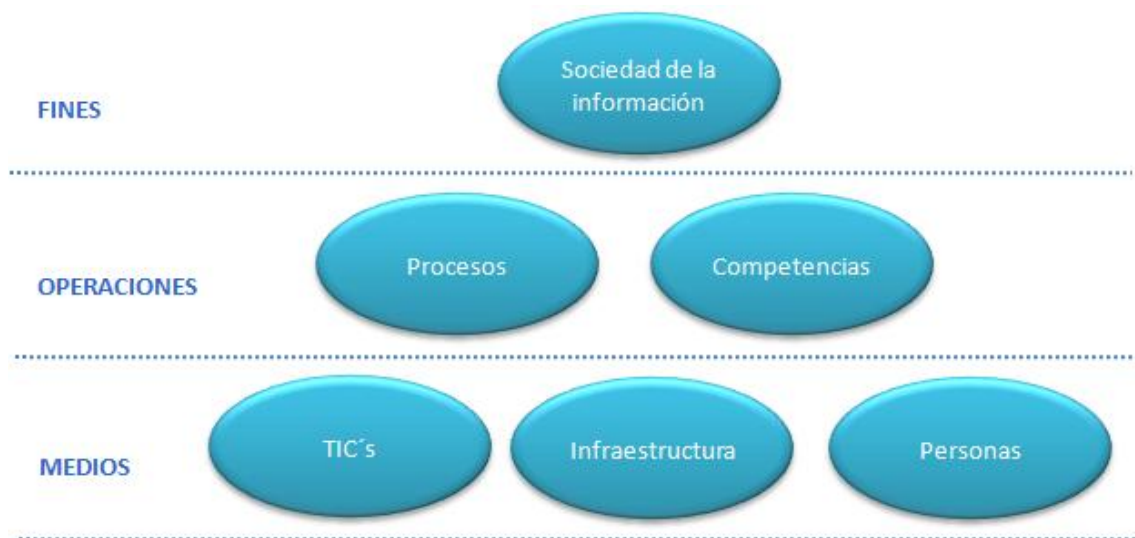 Sociedad de la
información
FINES
Procesos
Competencias
OPERACIONES
TIC´s
Infraestructura
Personas
MEDIOS